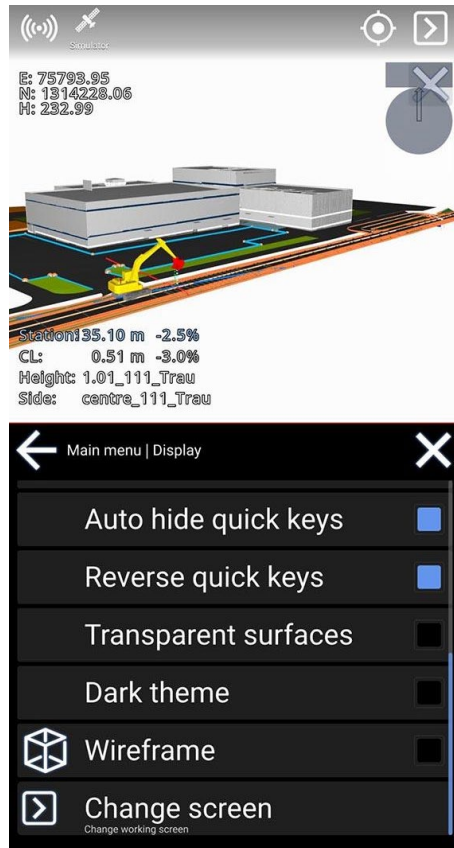 Simulator
E: 75793.95
N: 1314228.06
H: 232.99
Station:35.10 m -2.5%
CL: 0.51 m -3.0%
Height: 1.01_111_Trau
Side: centre_111_Trau
Main menu | Display
Auto hide quick keys
Reverse quick keys
Transparent surfaces
Dark theme
Wireframe
Change screen
Change working screen